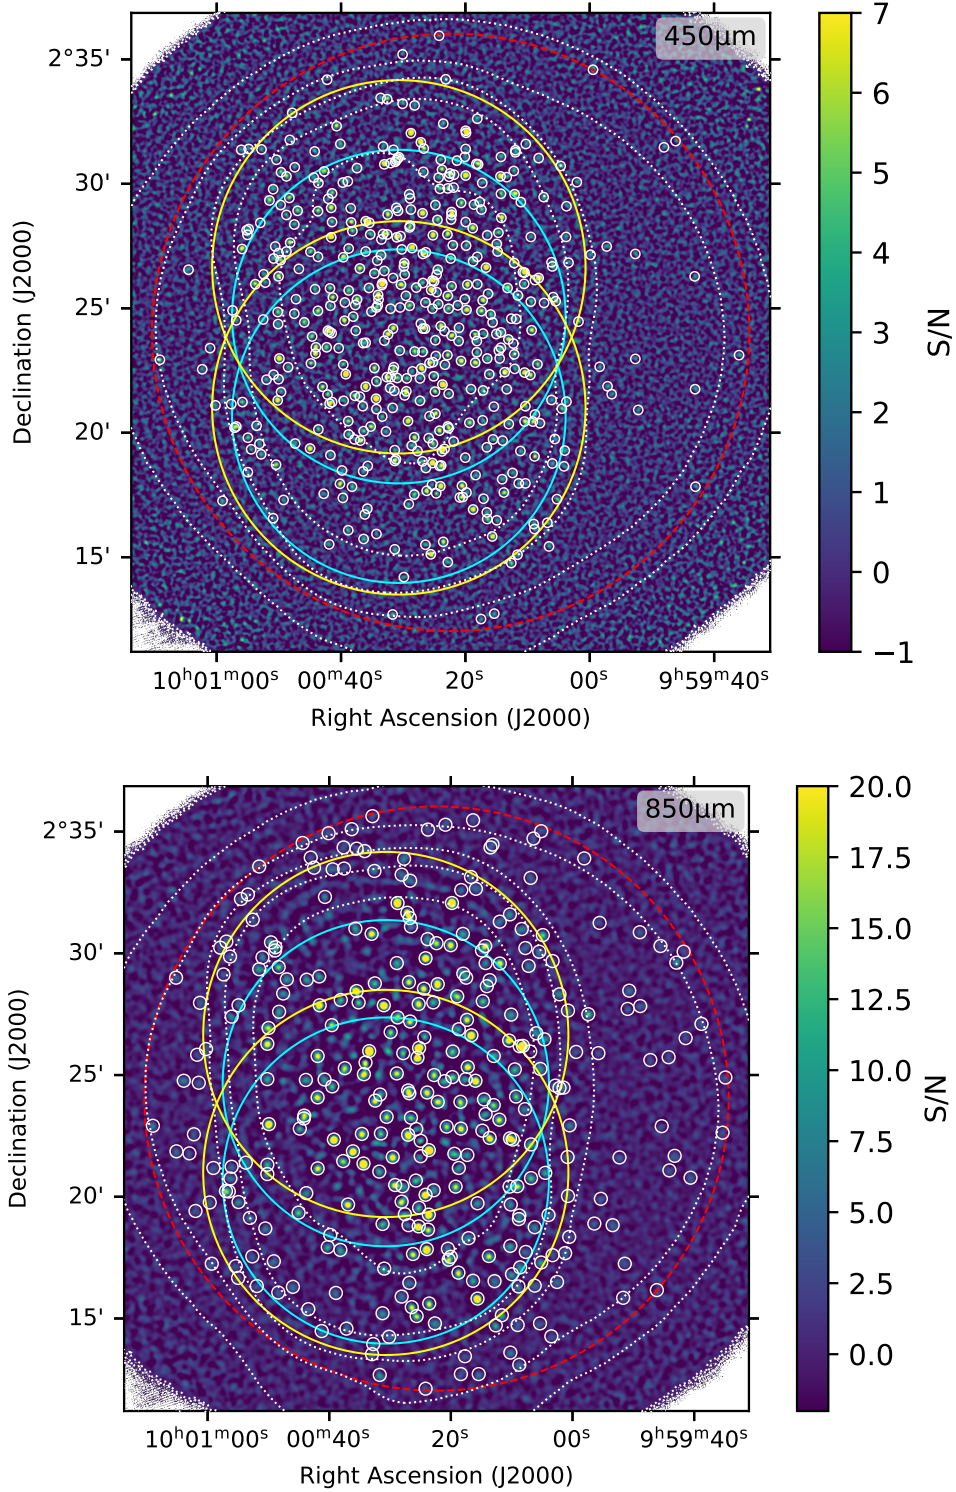 450μm
2°35'
30'
25'
20'
15'
Declination (J2000)
10ʰ01ᵐ00ˢ 00ᵐ40ˢ 20ˢ 00ˢ 9ʰ59ᵐ40ˢ
Right Ascension (J2000)
7
6
5
4
3
2
1
0
−1
S/N
850μm
2°35'
30'
25'
20'
15'
Declination (J2000)
10ʰ01ᵐ00ˢ 00ᵐ40ˢ 20ˢ 00ˢ 9ʰ59ᵐ40ˢ
Right Ascension (J2000)
20.0
17.5
15.0
12.5
10.0
7.5
5.0
2.5
0.0
S/N